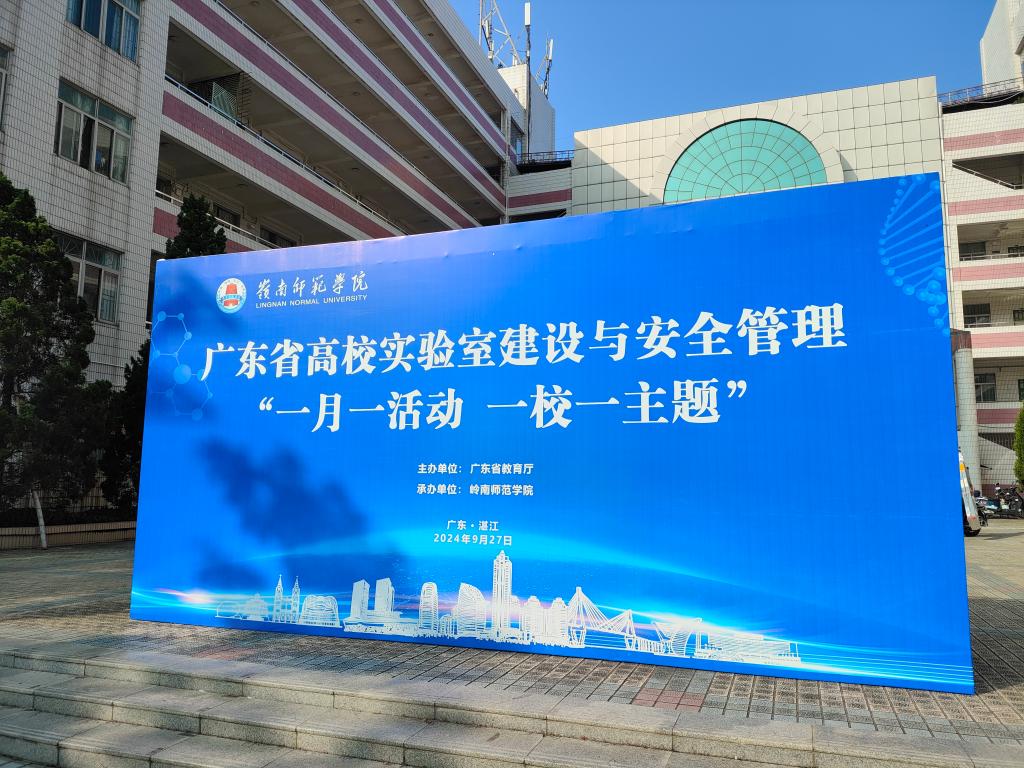 嶺南师范学院
LINGNAN NORMAL UNIVERSITY
广东省高校实验室建设与安全管理
“一月一活动 一校一主题”
主办单位：广东省教育厅
承办单位：岭南师范学院
广东·湛江
2024年9月27日